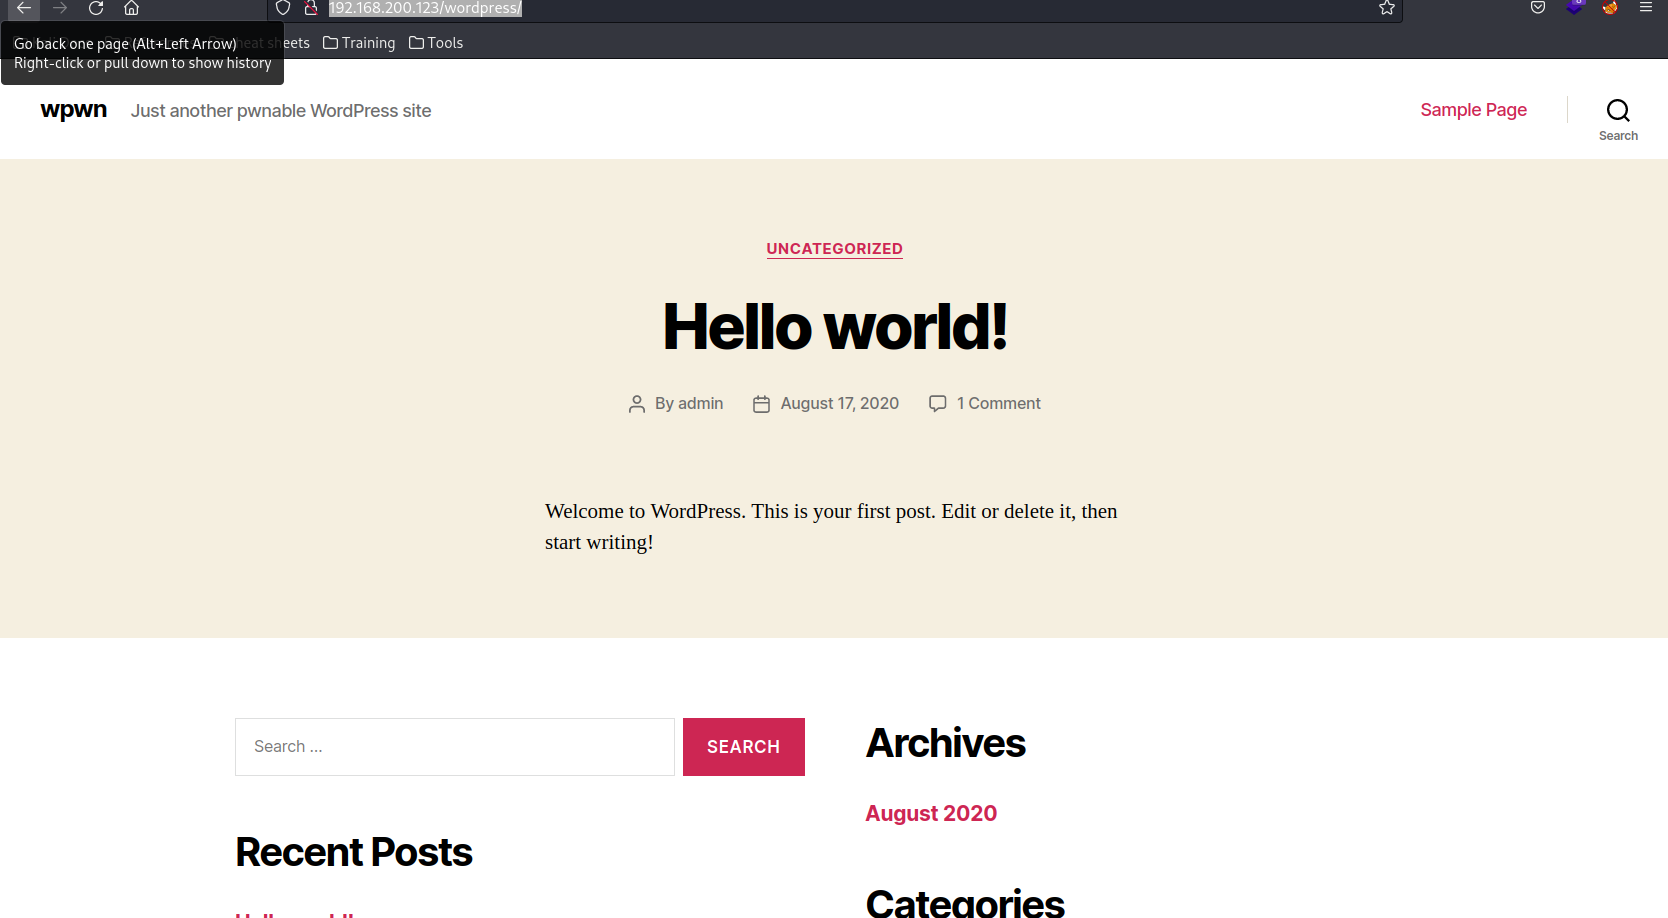 192.168.200.123/wordpress/
Go back one page (Alt+Left Arrow)
Right-click or pull down to show history
sheets Training Tools
wpwn Just another pwnable WordPress site
Sample Page
Search
UNCATEGORIZED
Hello world!
By admin August 17, 2020 1 Comment
Welcome to WordPress. This is your first post. Edit or delete it, then
start writing!
Search …
SEARCH
Archives
August 2020
Recent Posts
Categories